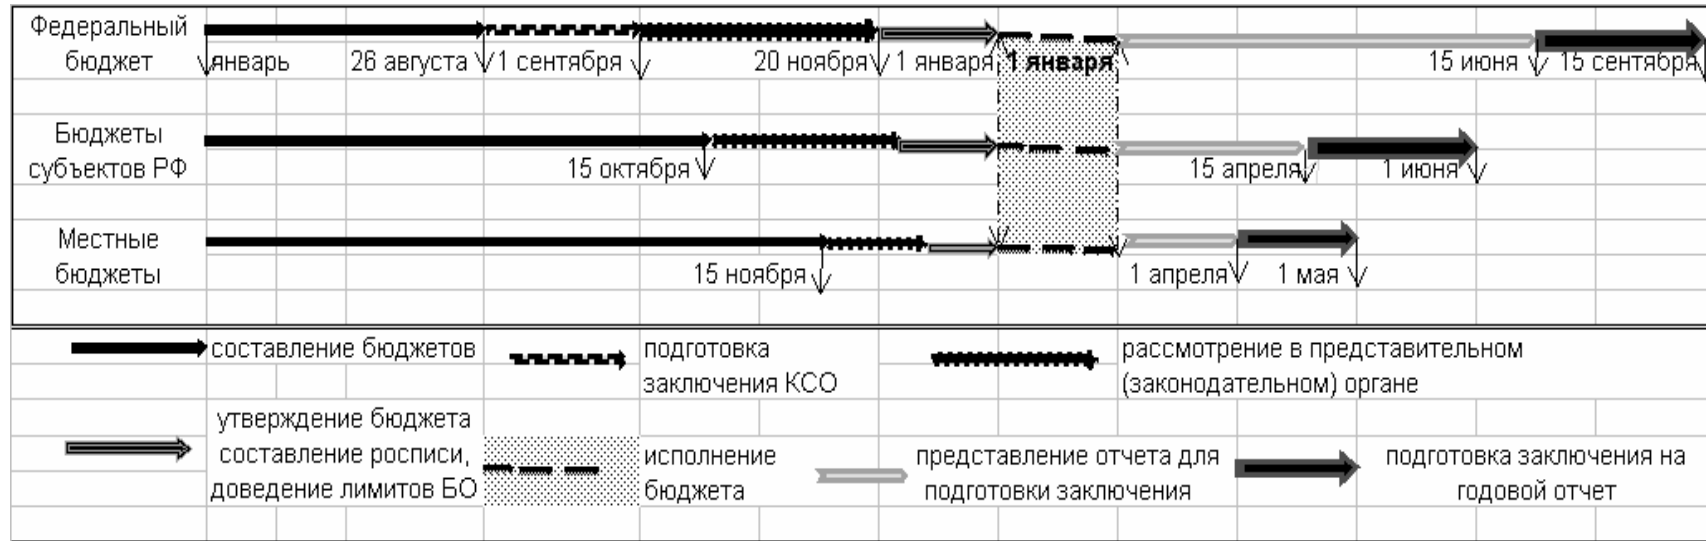 Федеральный
бюджет
январь
26 августа
1 сентября
20 ноября
1 января
1 января
15 июня
15 сентября
Бюджеты
субъектов РФ
15 октября
15 апреля
1 июня
Местные
бюджеты
15 ноября
1 апреля
1 мая
составление бюджетов
подготовка
заключения КСО
рассмотрение в представительном
(законодательном) органе
утверждение бюджета
составление росписи,
доведение лимитов БО
исполнение
бюджета
представление отчета для
подготовки заключения
подготовка заключения на
годовой отчет